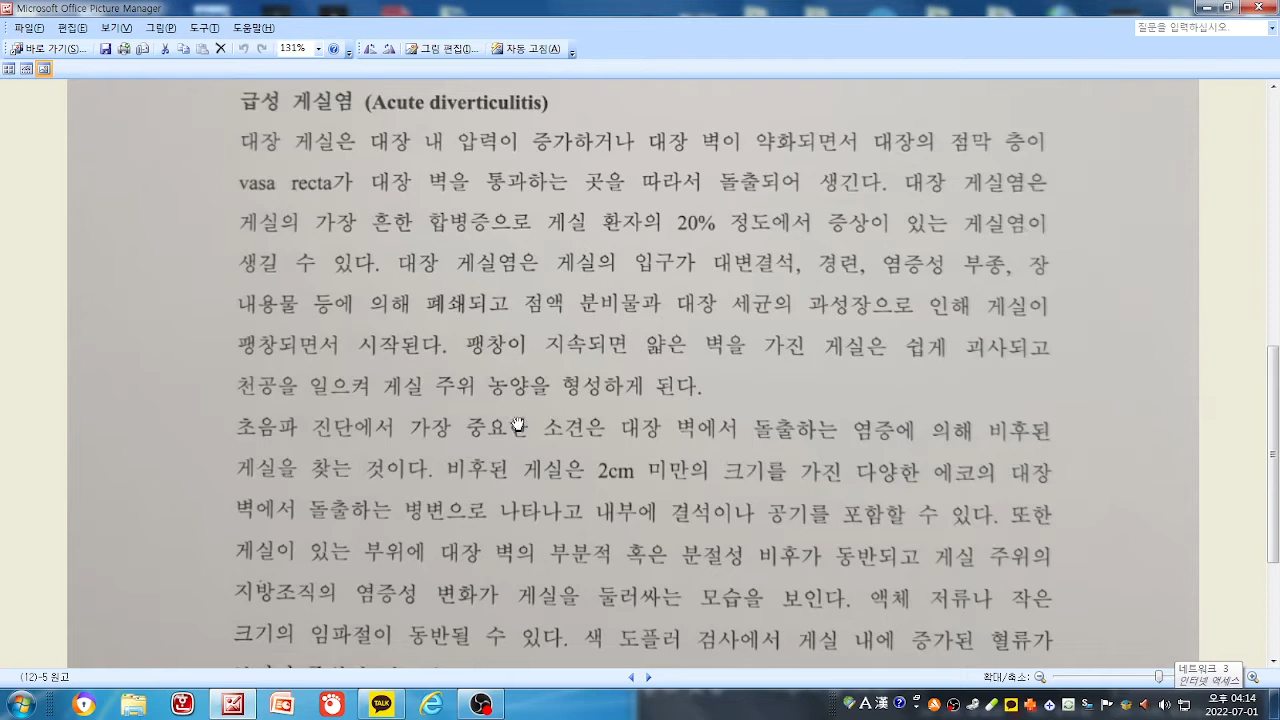 Microsoft Office Picture Manager
파일(F) 편집(E) 보기(V) 그림(P) 도구(T) 도움말(H)
질문을 입력하십시오.
바로 가기(S)... 131% 그림 편집(D)... 자동 고침(A)...
급성 게실염 (Acute diverticulitis)
대장 게실은 대장 내 압력이 증가하거나 대장 벽이 약화되면서 대장의 점막 층이
vasa recta가 대장 벽을 통과하는 곳을 따라서 돌출되어 생긴다. 대장 게실염은
게실의 가장 흔한 합병증으로 게실 환자의 20% 정도에서 증상이 있는 게실염이
생길 수 있다. 대장 게실염은 게실의 입구가 대변결석, 경련, 염증성 부종, 장
내용물 등에 의해 폐쇄되고 점액 분비물과 대장 세균의 과성장으로 인해 게실이
팽창되면서 시작된다. 팽창이 지속되면 얇은 벽을 가진 게실은 쉽게 괴사되고
천공을 일으켜 게실 주위 농양을 형성하게 된다.
초음파 진단에서 가장 중요한 소견은 대장 벽에서 돌출하는 염증에 의해 비후된
게실을 찾는 것이다. 비후된 게실은 2cm 미만의 크기를 가진 다양한 에코의 대장
벽에서 돌출하는 병변으로 나타나고 내부에 결석이나 공기를 포함할 수 있다. 또한
게실이 있는 부위에 대장 벽의 부분적 혹은 분절성 비후가 동반되고 게실 주위의
지방조직의 염증성 변화가 게실을 둘러싸는 모습을 보인다. 액체 저류나 작은
크기의 임파절이 동반될 수 있다. 색 도플러 검사에서 게실 내에 증가된 혈류가
(12-5 원고
확대/축소:
네트워크 3
인터넷 액세스
TALK
A 漢
오후 04:14
2022-07-01